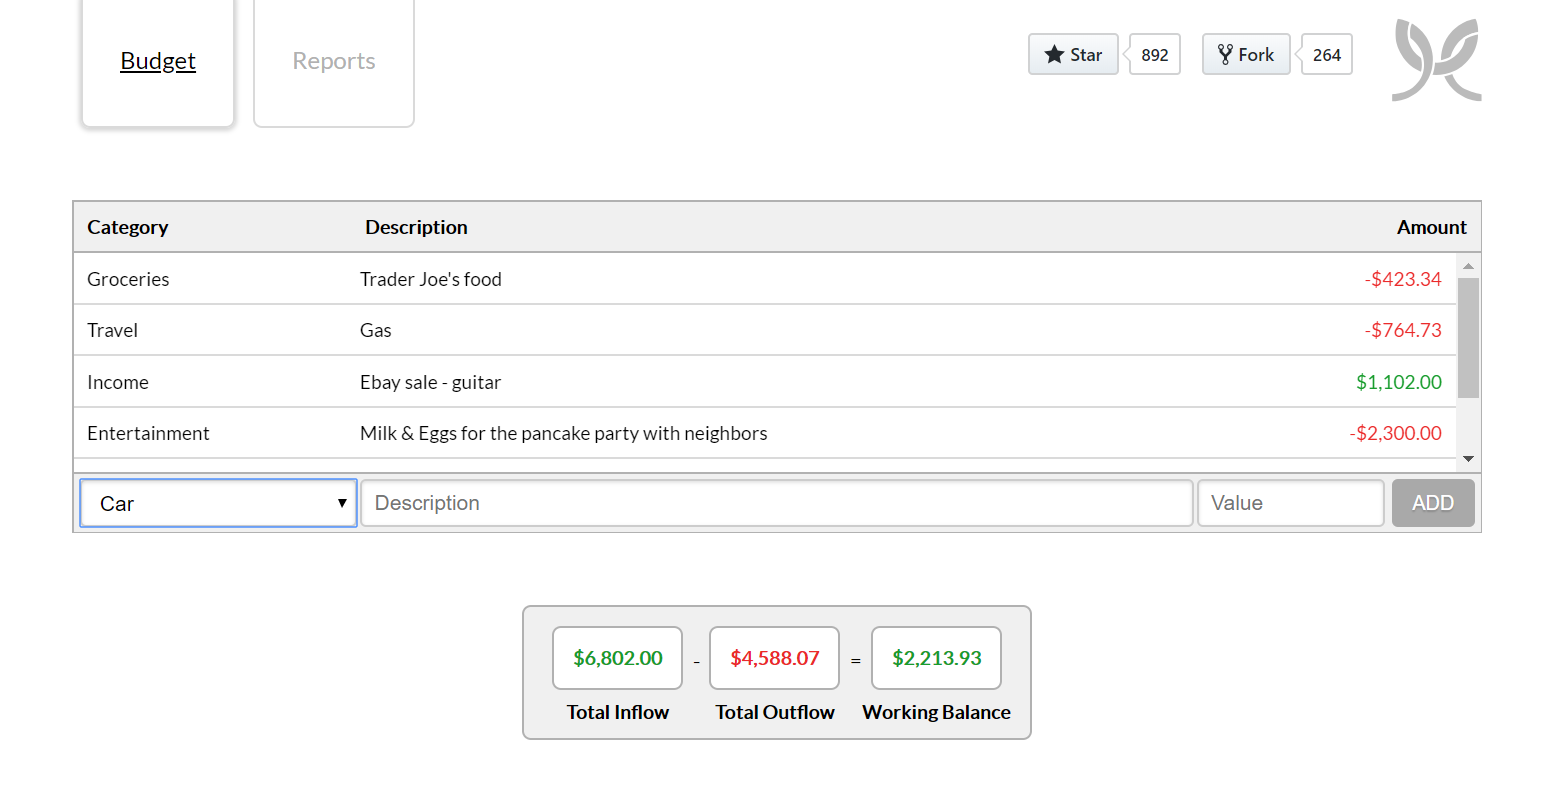 Budget
Reports
Star
892
Fork
264
Category Description Amount
Groceries Trader Joe's food -$423.34
Travel Gas -$764.73
Income Ebay sale - guitar $1,102.00
Entertainment Milk & Eggs for the pancake party with neighbors -$2,300.00
Car Description Value ADD
$6,802.00 - $4,588.07 = $2,213.93
Total Inflow Total Outflow Working Balance